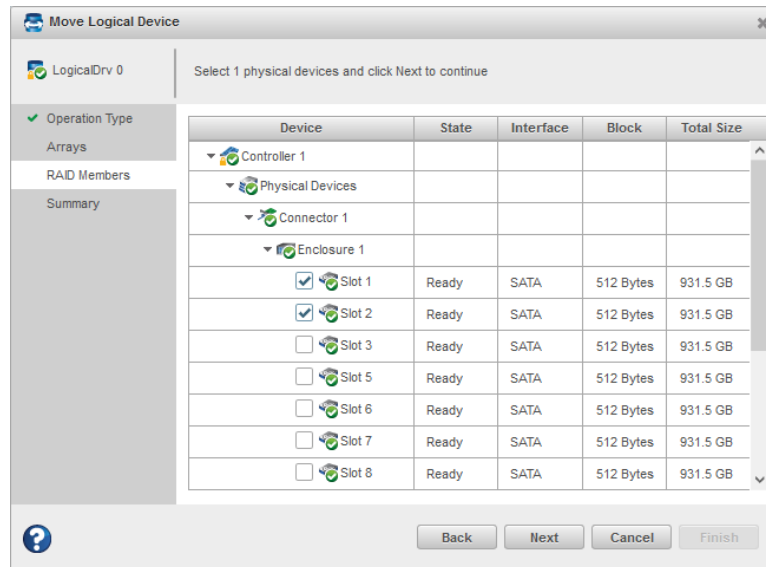 Move Logical Device
LogicalDrv 0
Select 1 physical devices and click Next to continue
Operation Type
Arrays
RAID Members
Summary
Device State Interface Block Total Size
Controller 1
Physical Devices
Connector 1
Enclosure 1
Slot 1 Ready SATA 512 Bytes 931.5 GB
Slot 2 Ready SATA 512 Bytes 931.5 GB
Slot 3 Ready SATA 512 Bytes 931.5 GB
Slot 5 Ready SATA 512 Bytes 931.5 GB
Slot 6 Ready SATA 512 Bytes 931.5 GB
Slot 7 Ready SATA 512 Bytes 931.5 GB
Slot 8 Ready SATA 512 Bytes 931.5 GB
? Back Next Cancel Finish